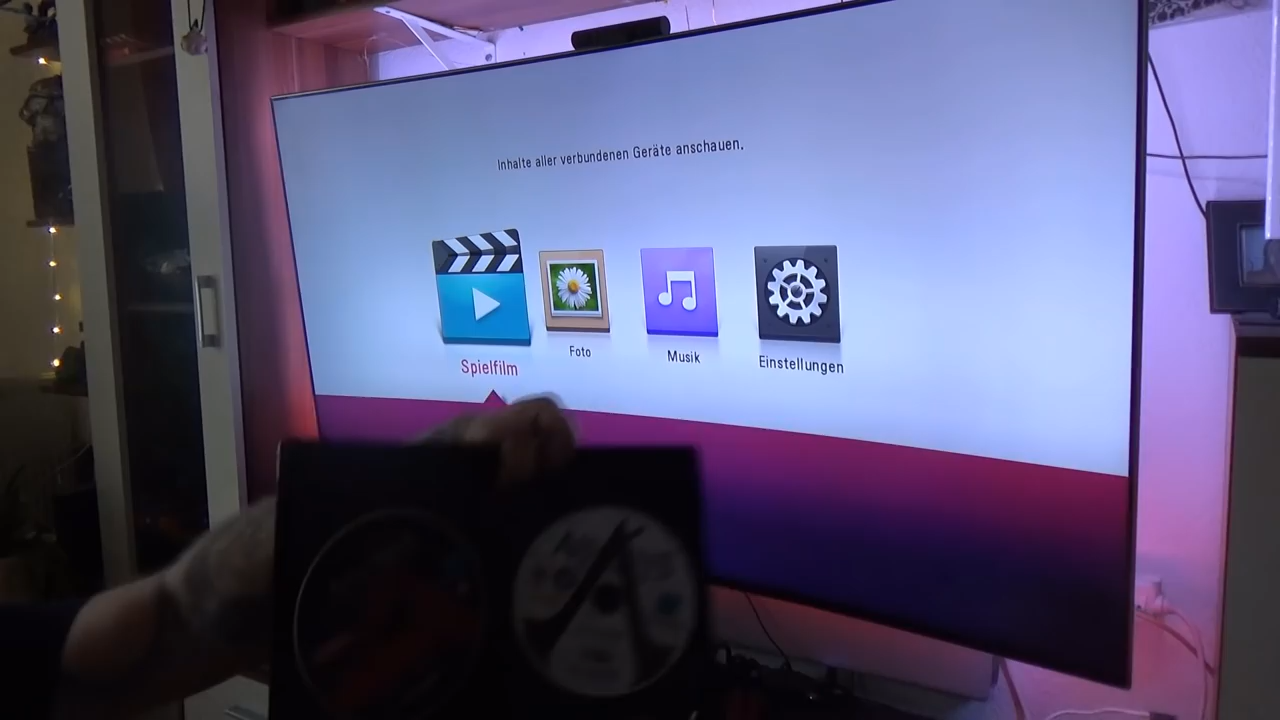 Inhalte aller verbundenen Geräte anschauen.
Spielfilm
Foto
Musik
Einstellungen